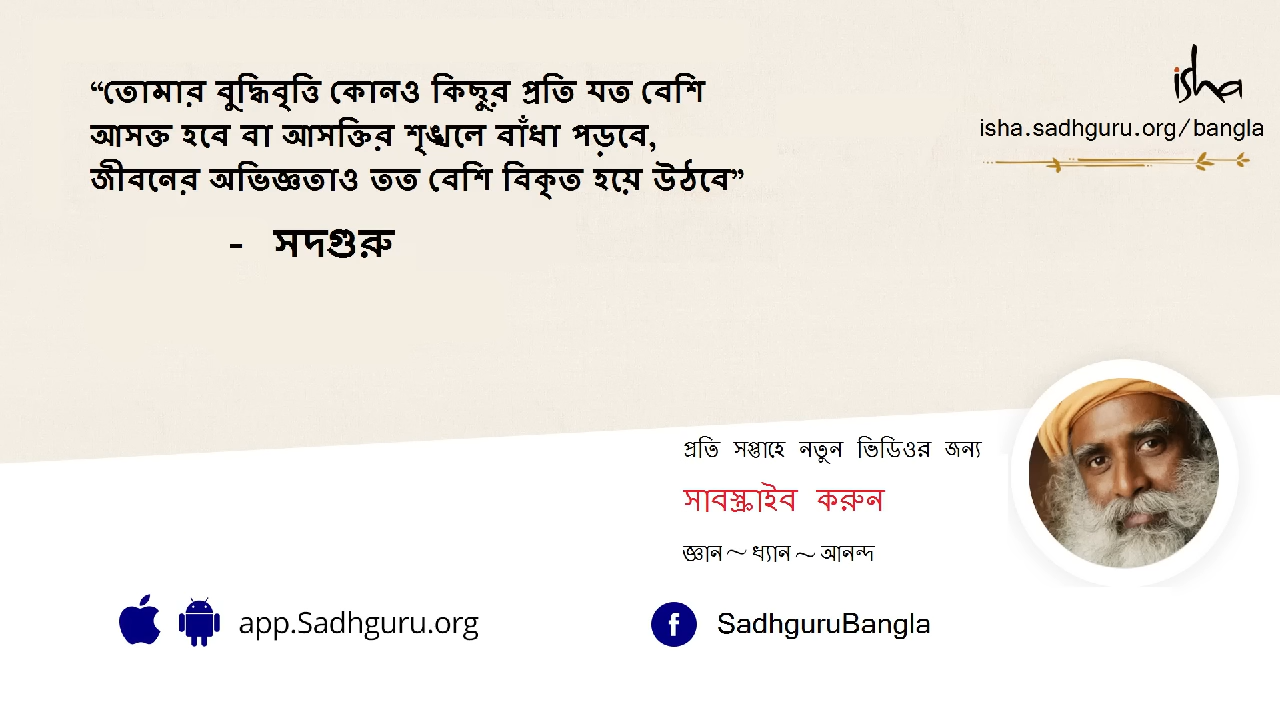 “তোমার বুদ্ধিবৃত্তি কোনও কিছুর প্রতি যত বেশি
আসক্ত হবে বা আসক্তির শৃঙ্খলে বাঁধা পড়বে,
জীবনের অভিজ্ঞতাও তত বেশি বিকৃত হয়ে উঠবে”
- সদগুরু
isha
isha.sadhguru.org/bangla
প্রতি সপ্তাহে নতুন ভিডিওর জন্য
সাবস্ক্রাইব করুন
জ্ঞান ~ ধ্যান ~ আনন্দ
app.Sadhguru.org
f SadhguruBangla